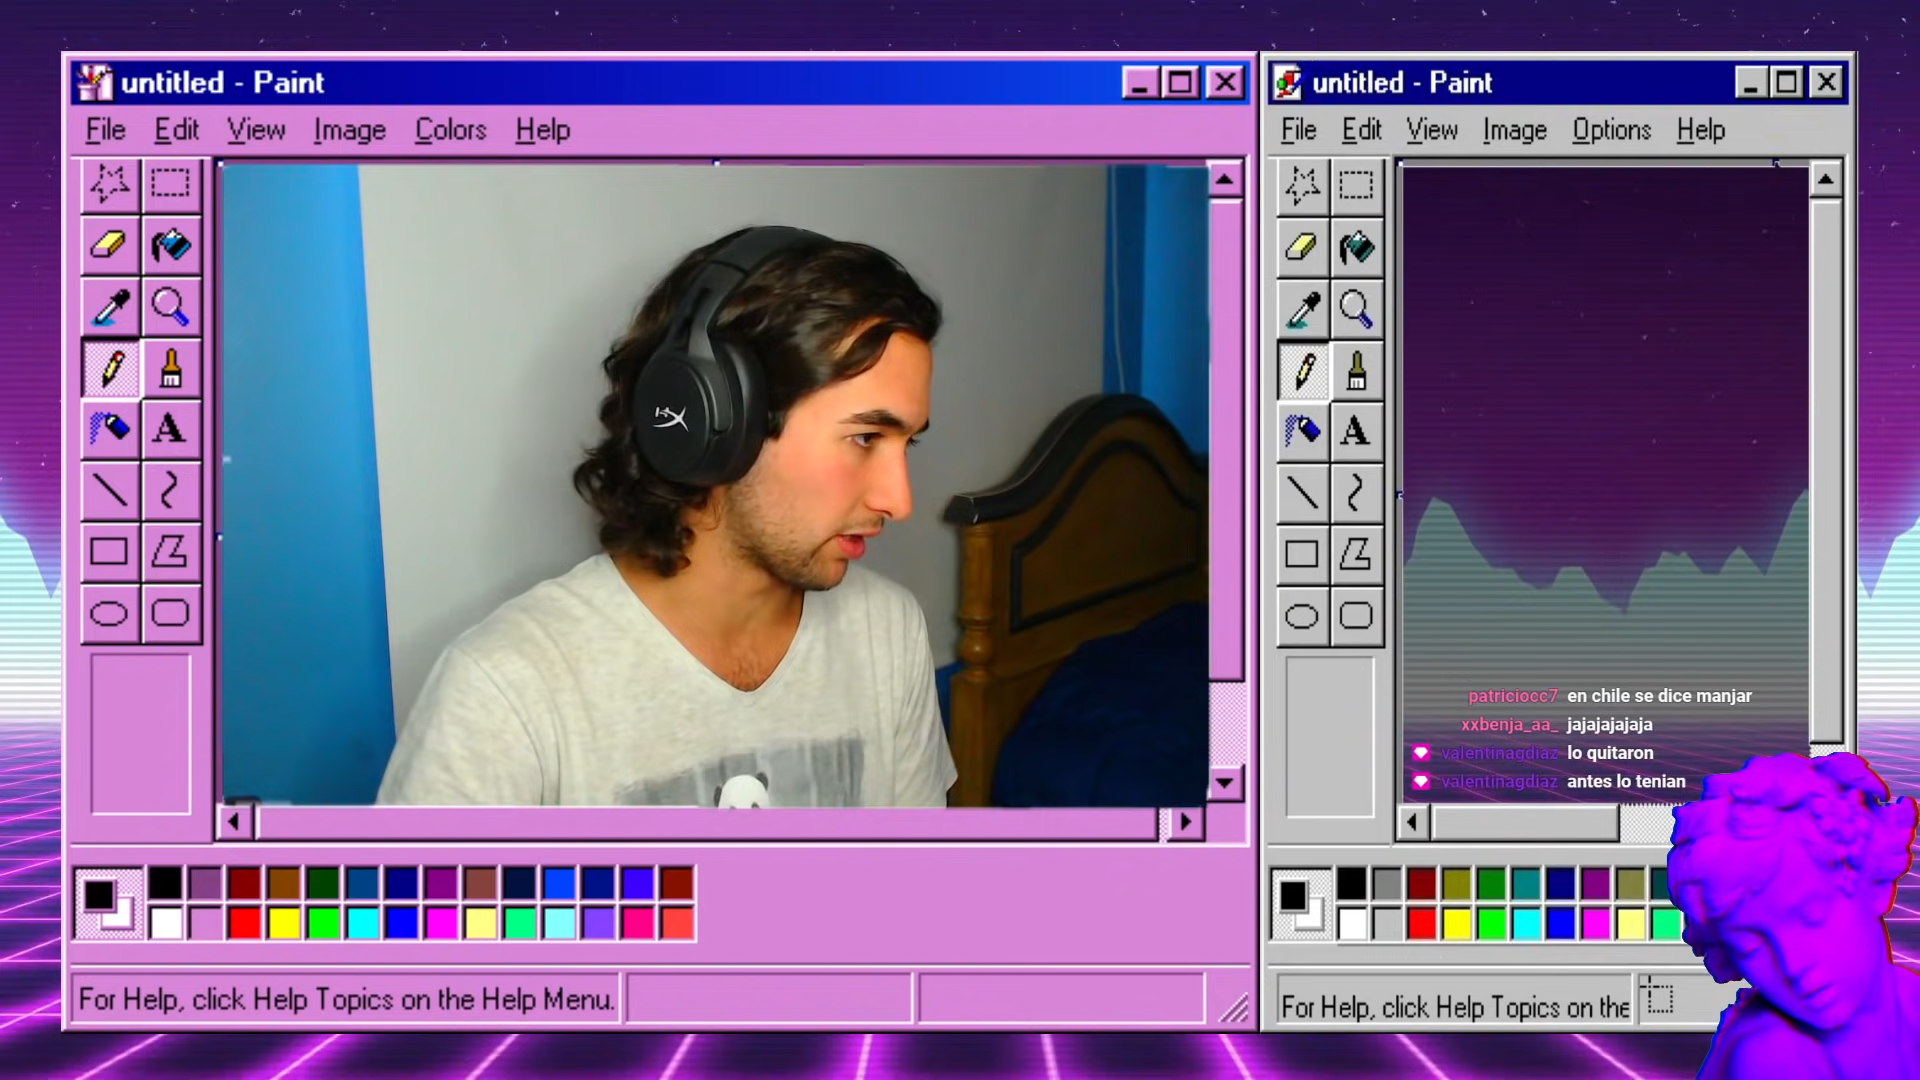 untitled - Paint
File Edit View Image Colors Help
A
For Help, click Help Topics on the Help Menu.
untitled - Paint
File Edit View Image Options Help
A
patriciocc7 en chile se dice manjar
xxbenja_aa_ jajajajajaja
valentinagdiaz lo quitaron
valentinagdiaz antes lo tenian
For Help, click Help Topics on the